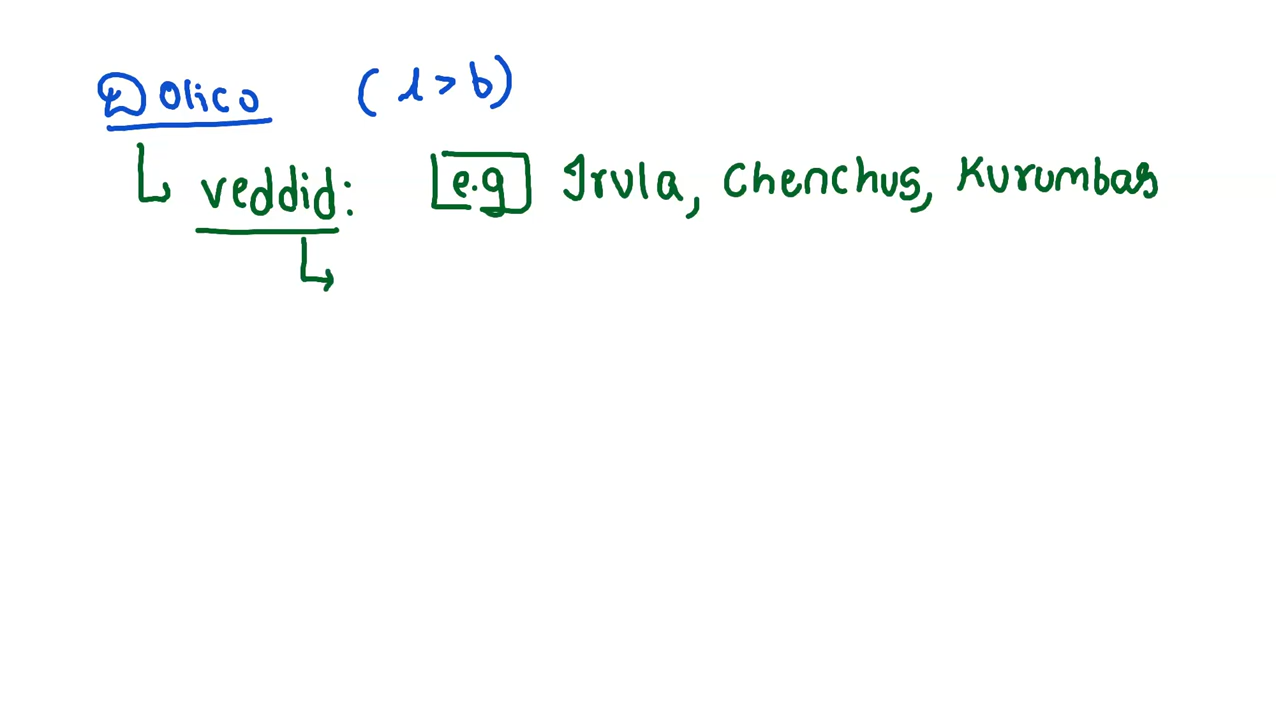 Dolico (l > b)
veddid: e.g Irula, Chenchus, Kurumbas